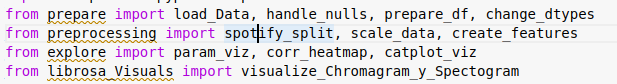 from prepare import load_Data, handle_nulls, prepare_df, change_dtypes
from preprocessing import spotify_split, scale_data, create_features
from explore import param_viz, corr_heatmap, catplot_viz
from librosa_Visuals import visualize_Chromagram_y_Spectogram